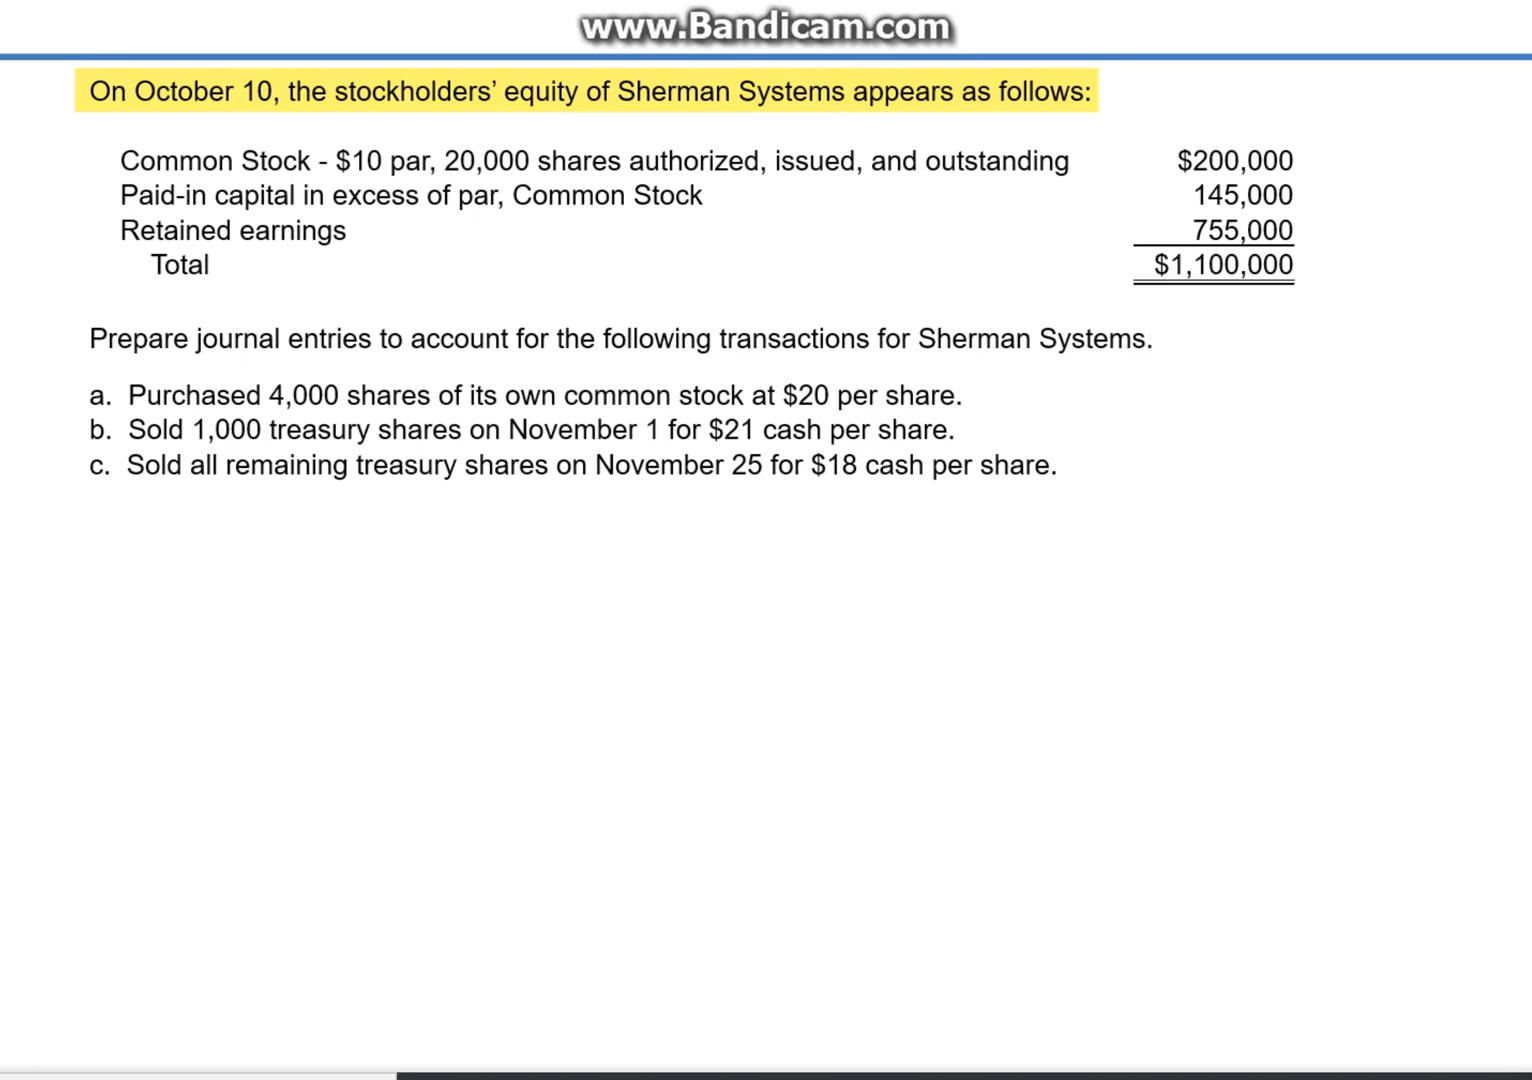 www.Bandicam.com
On October 10, the stockholders’ equity of Sherman Systems appears as follows:
Common Stock - $10 par, 20,000 shares authorized, issued, and outstanding $200,000
Paid-in capital in excess of par, Common Stock 145,000
Retained earnings 755,000
Total $1,100,000
Prepare journal entries to account for the following transactions for Sherman Systems.
a. Purchased 4,000 shares of its own common stock at $20 per share.
b. Sold 1,000 treasury shares on November 1 for $21 cash per share.
c. Sold all remaining treasury shares on November 25 for $18 cash per share.